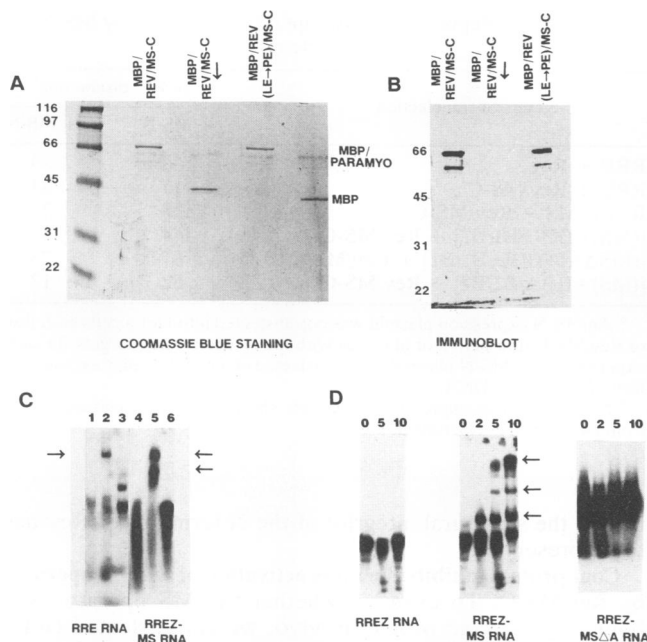 A
MBP/
REV/MS-C
MBP/
REV/MS-C ↓
MBP/REV
(LE→PE)/MS-C
116
97
66
45
31
22
MBP/
PARAMYO
MBP
COOMASSIE BLUE STAINING
B
MBP/
REV/MS-C
MBP/
REV/MS-C ↓
MBP/REV
(LE→PE)/MS-C
66
45
31
22
IMMUNOBLOT
C
1 2 3 4 5 6
RRE RNA
RREZ-
MS RNA
D
0 5 10
RREZ RNA
0 2 5 10
RREZ-
MS RNA
0 2 5 10
RREZ-
MS△A RNA